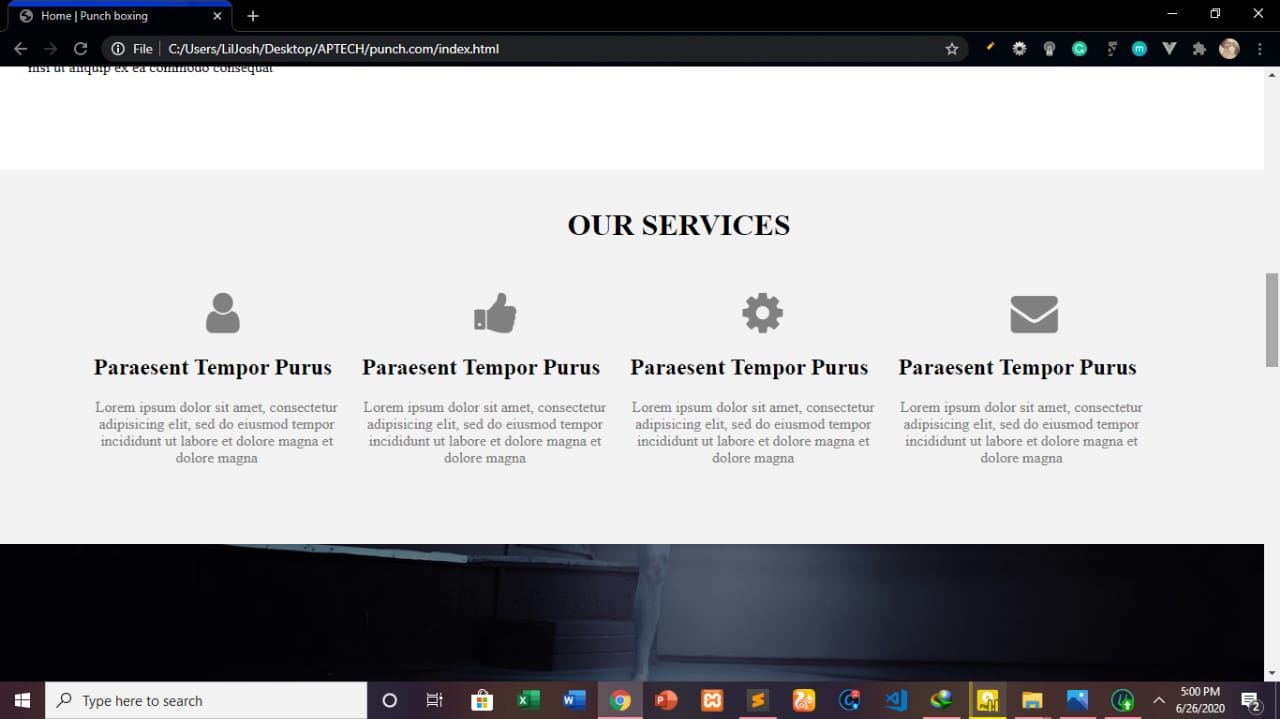 Home | Punch boxing
File
C:/Users/LilJosh/Desktop/APTECH/punch.com/index.html
nisi ut aliquip ex ea commodo consequat
OUR SERVICES
Paraesent Tempor Purus
Lorem ipsum dolor sit amet, consectetur
adipisicing elit, sed do eiusmod tempor
incididunt ut labore et dolore magna et
dolore magna
Paraesent Tempor Purus
Lorem ipsum dolor sit amet, consectetur
adipisicing elit, sed do eiusmod tempor
incididunt ut labore et dolore magna et
dolore magna
Paraesent Tempor Purus
Lorem ipsum dolor sit amet, consectetur
adipisicing elit, sed do eiusmod tempor
incididunt ut labore et dolore magna et
dolore magna
Paraesent Tempor Purus
Lorem ipsum dolor sit amet, consectetur
adipisicing elit, sed do eiusmod tempor
incididunt ut labore et dolore magna et
dolore magna
Type here to search
5:00 PM
6/26/2020
2